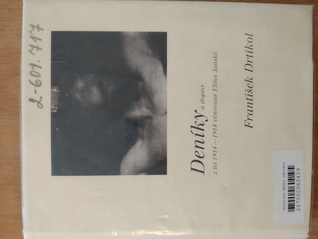 2-601.717
Deníky a dopisy
z let 1914—1918 věnované Elišce Janské
František Drtikol